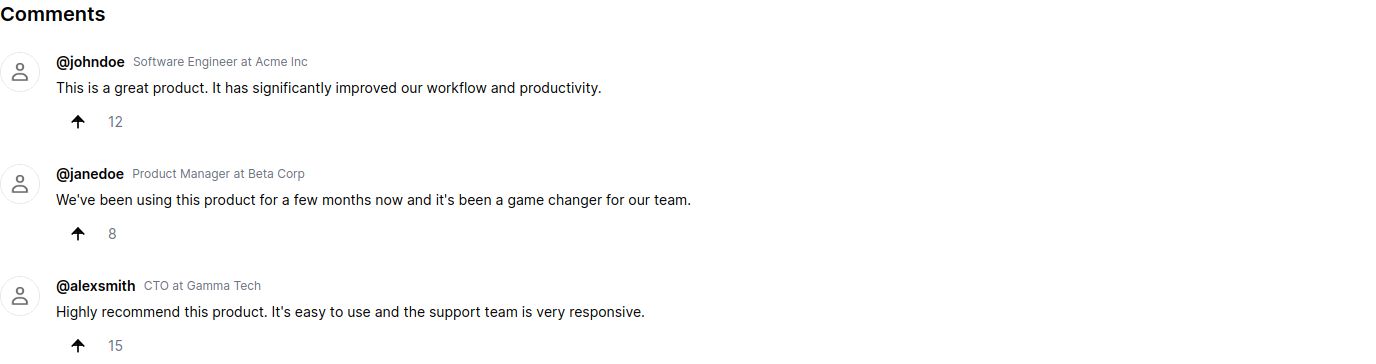 Comments
@johndoe Software Engineer at Acme Inc
This is a great product. It has significantly improved our workflow and productivity.
12
@janedoe Product Manager at Beta Corp
We've been using this product for a few months now and it's been a game changer for our team.
8
@alexsmith CTO at Gamma Tech
Highly recommend this product. It's easy to use and the support team is very responsive.
15